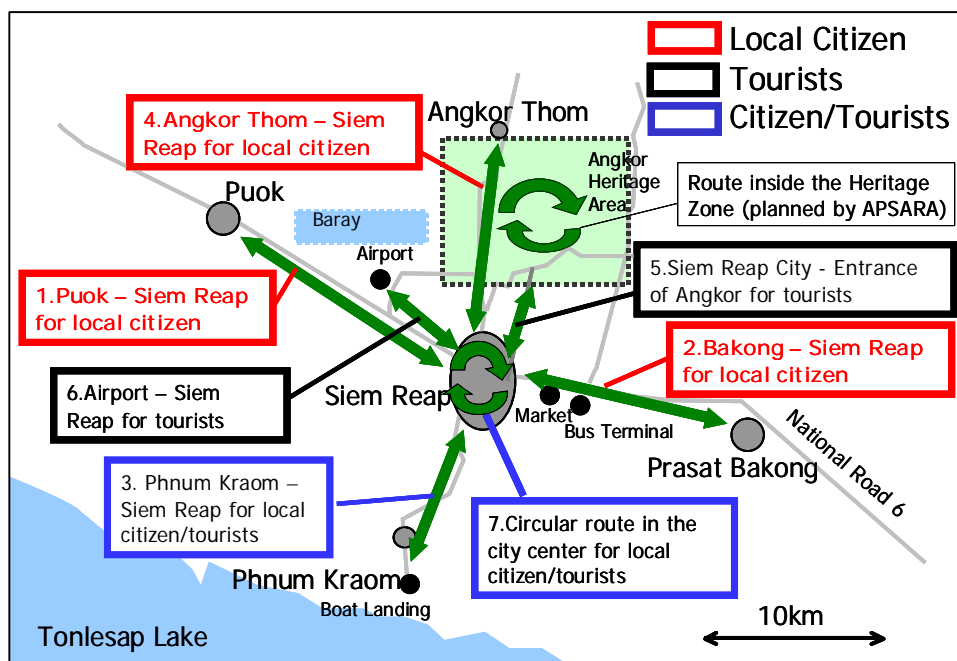 Local Citizen
Tourists
Citizen/Tourists
4.Angkor Thom – Siem
Reap for local citizen
Angkor Thom
Angkor
Heritage
Area
Route inside the Heritage
Zone (planned by APSARA)
Puok
Baray
Airport
5.Siem Reap City - Entrance
of Angkor for tourists
1.Puok – Siem Reap
for local citizen
2.Bakong – Siem Reap
for local citizen
6.Airport – Siem
Reap for tourists
Siem Reap
Market
Bus Terminal
Prasat Bakong
National Road 6
3. Phnum Kraom –
Siem Reap for local
citizen/tourists
7.Circular route in the
city center for local
citizen/tourists
Phnum Kraom
Boat Landing
Tonlesap Lake
10km